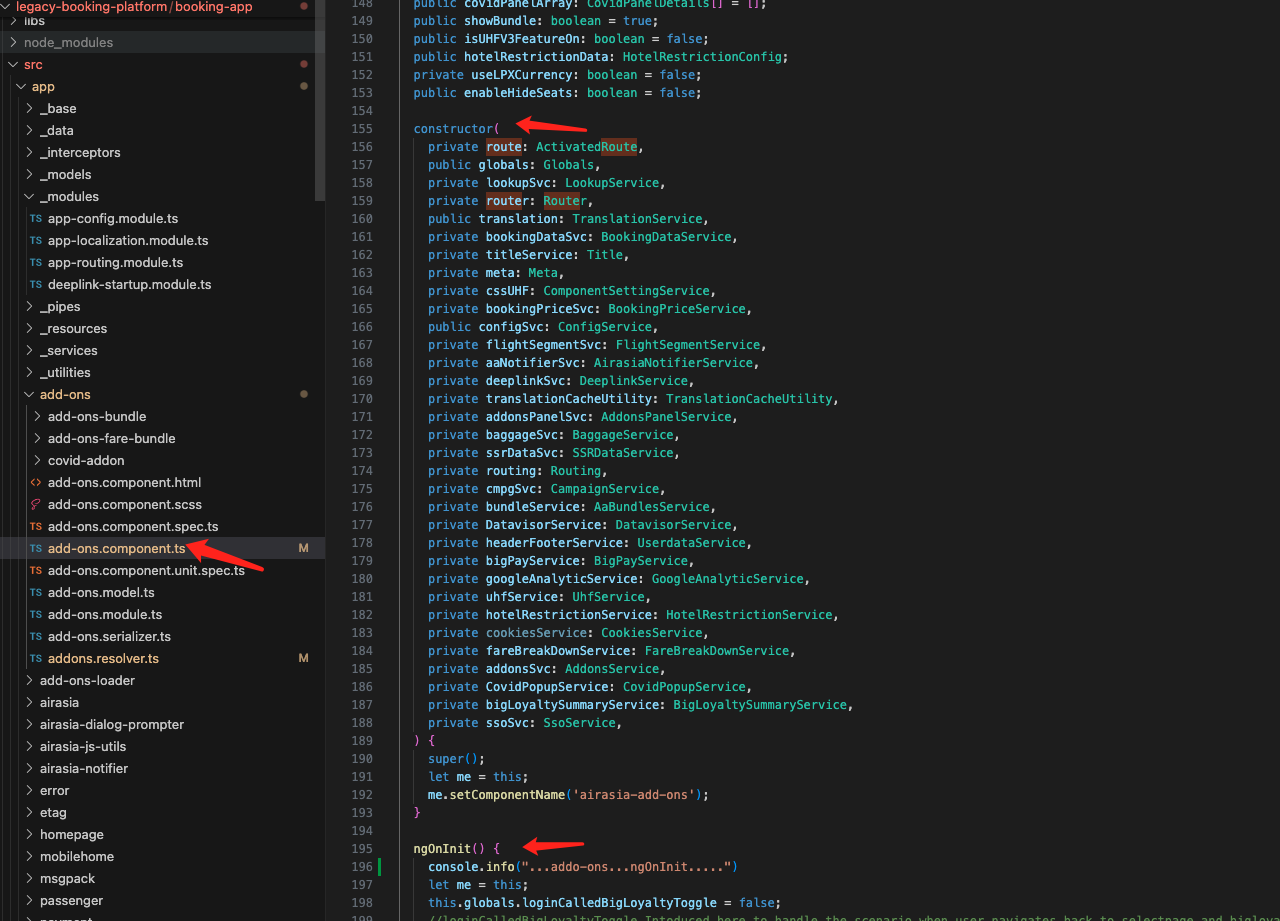 legacy-booking-platform/booking-app
libs
node_modules
src
app
_base
_data
_interceptors
_models
_modules
TS app-config.module.ts
TS app-localization.module.ts
TS app-routing.module.ts
TS deeplink-startup.module.ts
_pipes
_resources
_services
_utilities
add-ons
add-ons-bundle
add-ons-fare-bundle
covid-addon
<> add-ons.component.html
add-ons.component.scss
TS add-ons.component.spec.ts
TS add-ons.component.ts M
TS add-ons.component.unit.spec.ts
TS add-ons.model.ts
TS add-ons.module.ts
TS add-ons.serializer.ts
TS addons.resolver.ts M
add-ons-loader
airasia
airasia-dialog-prompter
airasia-js-utils
airasia-notifier
error
etag
homepage
mobilehome
msgpack
passenger
payment
148 public covidPanelArray: CovidPanelDetails[] = [];
149 public showBundle: boolean = true;
150 public isUHFV3FeatureOn: boolean = false;
151 public hotelRestrictionData: HotelRestrictionConfig;
152 private useLPXCurrency: boolean = false;
153 public enableHideSeats: boolean = false;
154
155 constructor(
156 private route: ActivatedRoute,
157 public globals: Globals,
158 private lookupSvc: LookupService,
159 private router: Router,
160 public translation: TranslationService,
161 private bookingDataSvc: BookingDataService,
162 private titleService: Title,
163 private meta: Meta,
164 private cssUHF: ComponentSettingService,
165 private bookingPriceSvc: BookingPriceService,
166 public configSvc: ConfigService,
167 private flightSegmentSvc: FlightSegmentService,
168 private aaNotifierSvc: AirasiaNotifierService,
169 private deeplinkSvc: DeeplinkService,
170 private translationCacheUtility: TranslationCacheUtility,
171 private addonsPanelSvc: AddonsPanelService,
172 private baggageSvc: BaggageService,
173 private ssrDataSvc: SSRDataService,
174 private routing: Routing,
175 private cmpgSvc: CampaignService,
176 private bundleService: AaBundlesService,
177 private DatavisorService: DatavisorService,
178 private headerFooterService: UserdataService,
179 private bigPayService: BigPayService,
180 private googleAnalyticService: GoogleAnalyticService,
181 private uhfService: UhfService,
182 private hotelRestrictionService: HotelRestrictionService,
183 private cookiesService: CookiesService,
184 private fareBreakDownService: FareBreakDownService,
185 private addonsSvc: AddonsService,
186 private CovidPopupService: CovidPopupService,
187 private bigLoyaltySummaryService: BigLoyaltySummaryService,
188 private ssoSvc: SsoService,
189 ) {
190 super();
191 let me = this;
192 me.setComponentName('airasia-add-ons');
193 }
194
195 ngOnInit() {
196 console.info("...addo-ons...ngOnInit.....")
197 let me = this;
198 this.globals.loginCalledBigLoyaltyToggle = false;
199 //loginCalledBigLoyaltyToggle Intoduced here to handle the scenario when user navigates back to selectpage and bigloy